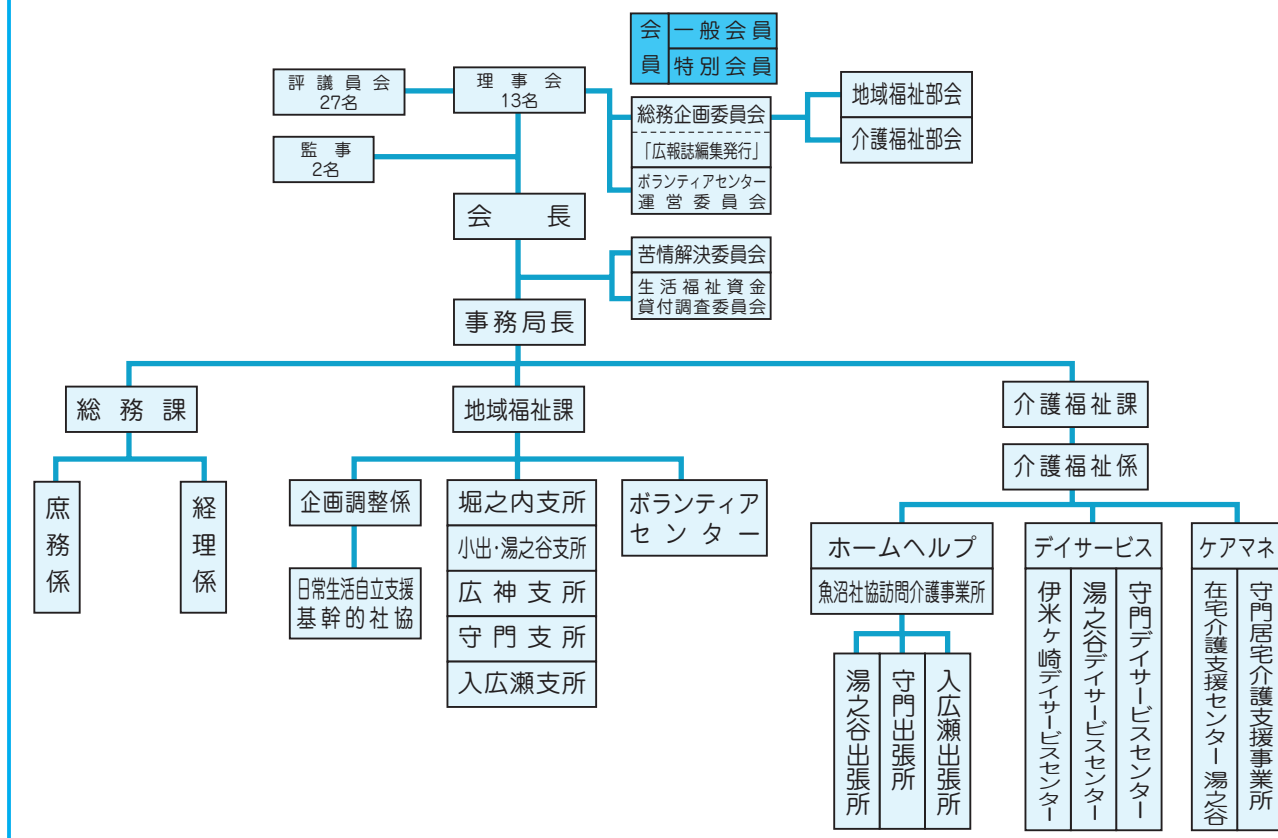 会員
一般会員
特別会員
評議員会
27名
理事会
13名
監事
2名
総務企画委員会
「広報誌編集発行」
ボランティアセンター
運営委員会
地域福祉部会
介護福祉部会
会長
苦情解決委員会
生活福祉資金
貸付調査委員会
事務局長
総務課
地域福祉課
介護福祉課
介護福祉係
庶務係
経理係
企画調整係
日常生活自立支援
基幹的社協
堀之内支所
小出・湯之谷支所
広神支所
守門支所
入広瀬支所
ボランティア
センター
ホームヘルプ
魚沼社協訪問介護事業所
湯之谷出張所
守門出張所
入広瀬出張所
デイサービス
伊米ヶ崎デイサービスセンター
湯之谷デイサービスセンター
守門デイサービスセンター
ケアマネ
在宅介護支援センター 湯之谷
守門居宅介護支援事業所